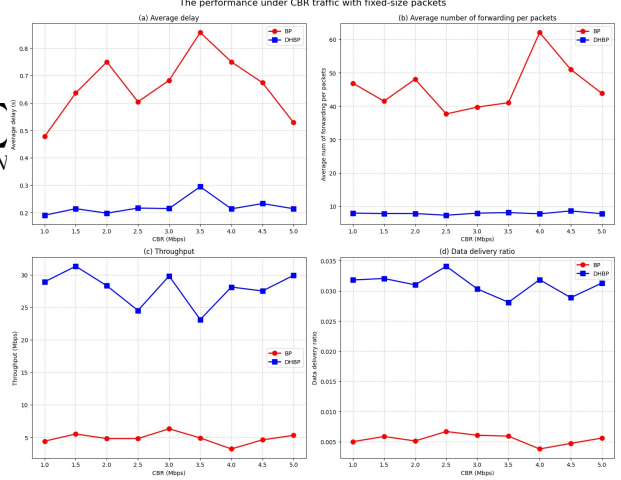 The performance under CBR traffic with fixed-size packets
(a) Average delay
BP
DHBP
Average delay (s)
0.8
0.7
0.6
0.5
0.4
0.3
0.2
1.0 1.5 2.0 2.5 3.0 3.5 4.0 4.5 5.0
CBR (Mbps)
(b) Average number of forwarding per packets
BP
DHBP
Average num of forwarding per packets
60
50
40
30
20
10
1.0 1.5 2.0 2.5 3.0 3.5 4.0 4.5 5.0
CBR (Mbps)
(c) Throughput
BP
DHBP
Throughput (Mbps)
30
25
20
15
10
5
1.0 1.5 2.0 2.5 3.0 3.5 4.0 4.5 5.0
CBR (Mbps)
(d) Data delivery ratio
BP
DHBP
Data delivery ratio
0.035
0.030
0.025
0.020
0.015
0.010
0.005
1.0 1.5 2.0 2.5 3.0 3.5 4.0 4.5 5.0
CBR (Mbps)